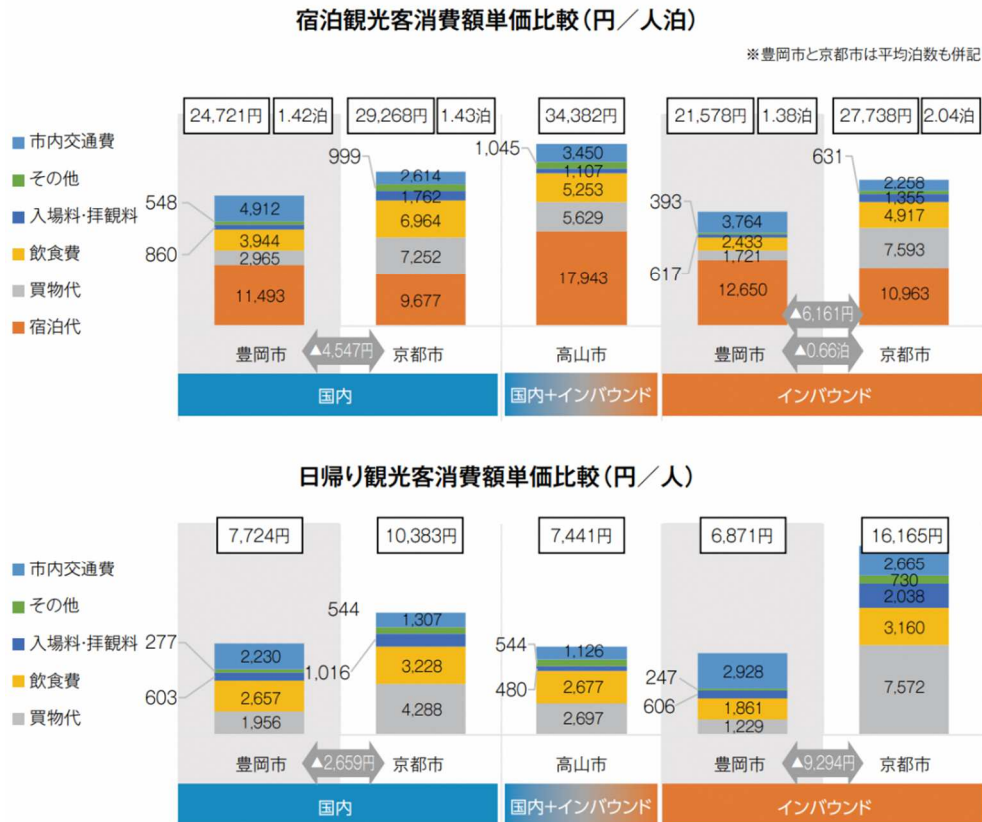 宿泊観光客消費額単価比較(円／人泊)
※豊岡市と京都市は平均泊数も併記
24,721円 1.42泊 29,268円 1.43泊 34,382円 21,578円 1.38泊 27,738円 2.04泊
市内交通費
その他
入場料・拝観料
飲食費
買物代
宿泊代
4,912
548
860
3,944
2,965
11,493
2,614
999
1,762
6,964
7,252
9,677
3,450
1,045
1,107
5,253
5,629
17,943
3,764
393
617
2,433
1,721
12,650
2,258
631
1,355
4,917
7,593
10,963
▲4,547円
▲6,161円
▲0.66泊
豊岡市 京都市 高山市 豊岡市 京都市
国内 国内+インバウンド インバウンド
日帰り観光客消費額単価比較(円／人)
7,724円 10,383円 7,441円 6,871円 16,165円
市内交通費
その他
入場料・拝観料
飲食費
買物代
2,230
277
603
2,657
1,956
1,307
544
1,016
3,228
4,288
1,126
544
480
2,677
2,697
2,928
247
606
1,861
1,229
2,665
730
2,038
3,160
7,572
豊岡市 ▲2,659円 京都市 高山市 豊岡市 ▲9,294円 京都市
国内 国内+インバウンド インバウンド